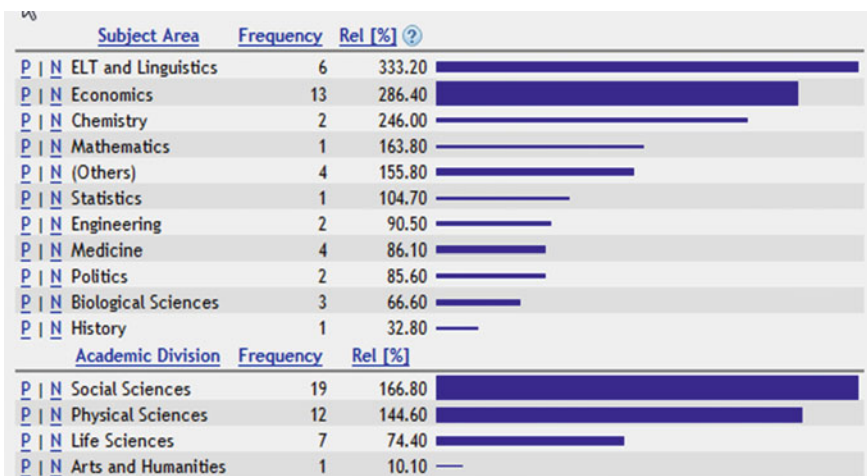 Subject Area Frequency Rel [%] ?
P | N ELT and Linguistics 6 333.20
P | N Economics 13 286.40
P | N Chemistry 2 246.00
P | N Mathematics 1 163.80
P | N (Others) 4 155.80
P | N Statistics 1 104.70
P | N Engineering 2 90.50
P | N Medicine 4 86.10
P | N Politics 2 85.60
P | N Biological Sciences 3 66.60
P | N History 1 32.80
Academic Division Frequency Rel [%]
P | N Social Sciences 19 166.80
P | N Physical Sciences 12 144.60
P | N Life Sciences 7 74.40
P | N Arts and Humanities 1 10.10